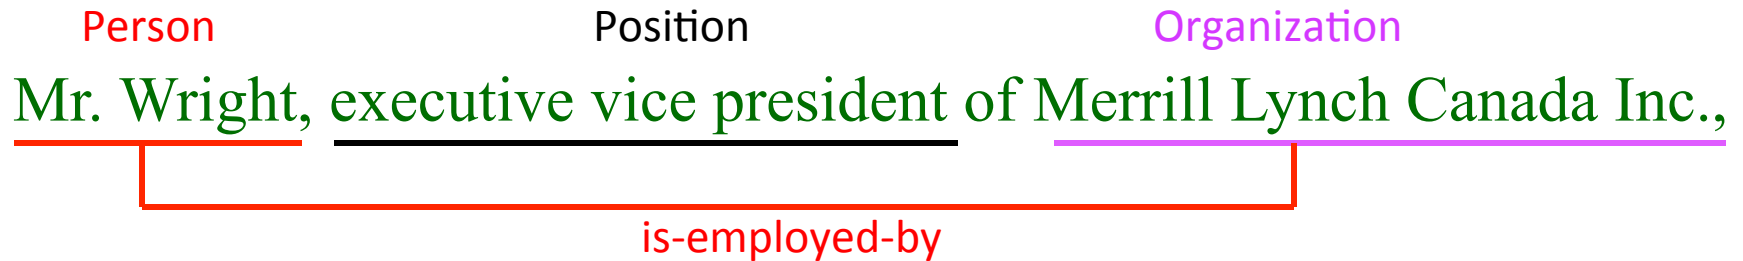 Person Position Organization
Mr. Wright, executive vice president of Merrill Lynch Canada Inc.,
is-employed-by